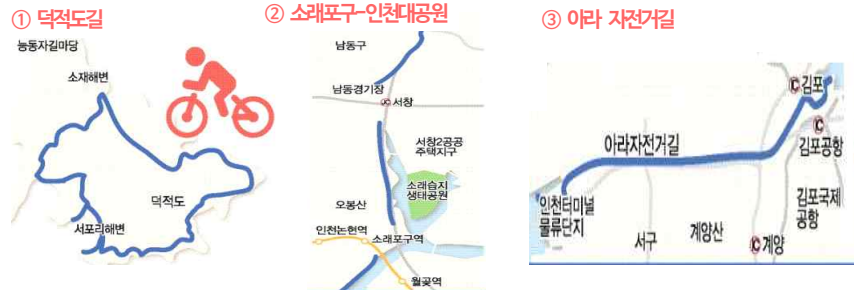 ① 덕적도길
능동자길마당
소재해변
덕적도
서포리해변
② 소래포구-인천대공원
남동구
남동경기장
서창
서창2공공
주택지구
소래습지
생태공원
오봉산
인천논현역
소래포구역
월곶역
③ 아라 자전거길
IC 김포
아라자전거길
IC
김포공항
인천터미널
물류단지
서구
계양산
IC 계양
김포국제
공항